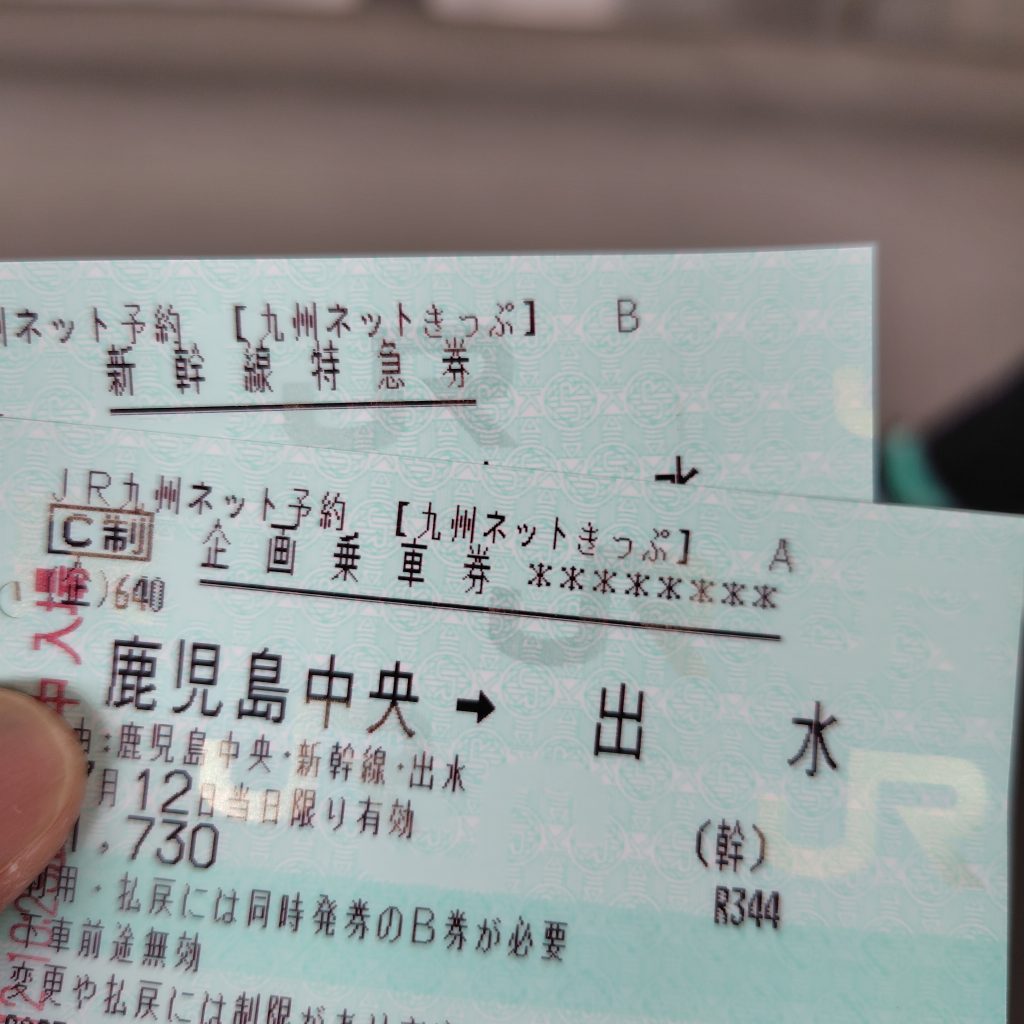 ネット予約 [九州ネットきっぷ] B
新幹線特急券
JR九州ネット予約 [九州ネットきっぷ] A
C制 企画乗車券 ********
640
鹿児島中央 → 出水
:鹿児島中央・新幹線・出水
月12日当日限り有効
,730
(幹)
R344
用・払戻には同時発券のB券が必要
下車前途無効
変更や払戻には制限があ
入場
JR